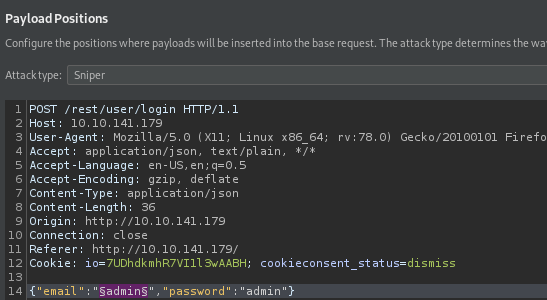 Payload Positions
Configure the positions where payloads will be inserted into the base request. The attack type determines the
Attack type: Sniper
1 POST /rest/user/login HTTP/1.1
2 Host: 10.10.141.179
3 User-Agent: Mozilla/5.0 (X11; Linux x86_64; rv:78.0) Gecko/20100101 Firefo
4 Accept: application/json, text/plain, */*
5 Accept-Language: en-US,en;q=0.5
6 Accept-Encoding: gzip, deflate
7 Content-Type: application/json
8 Content-Length: 36
9 Origin: http://10.10.141.179
10 Connection: close
11 Referer: http://10.10.141.179/
12 Cookie: io=7UDhdkmhR7VI1l3wAABH; cookieconsent_status=dismiss
13
14 {"email":"§admin§","password":"admin"}